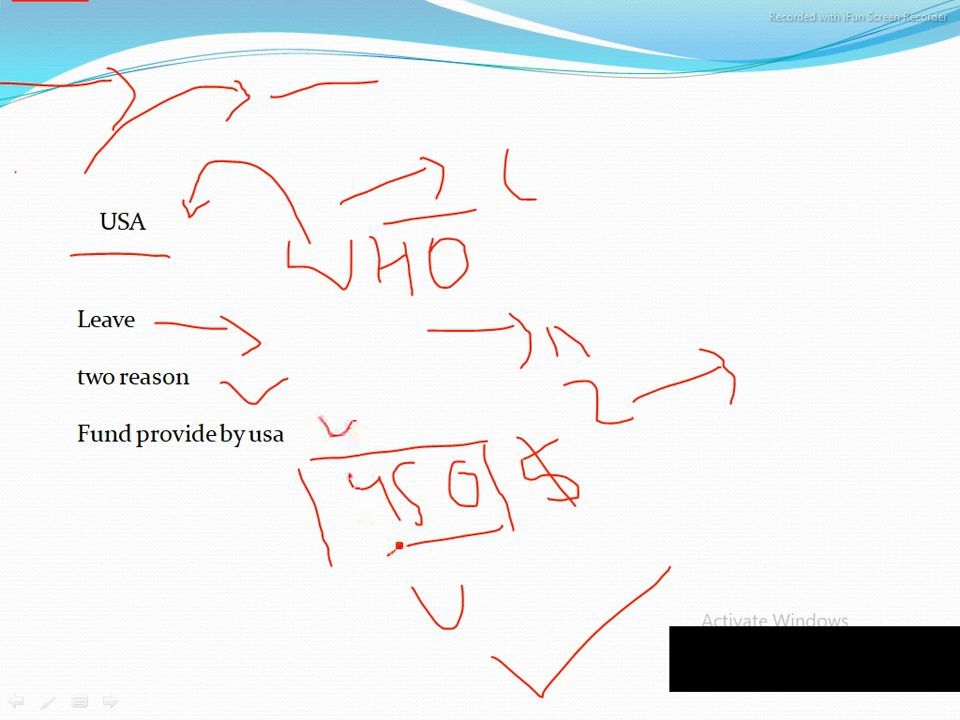 Recorded with iFun Screen Recorder
USA
WHO
Leave
two reason
Fund provide by usa
450 $
Activate Windows